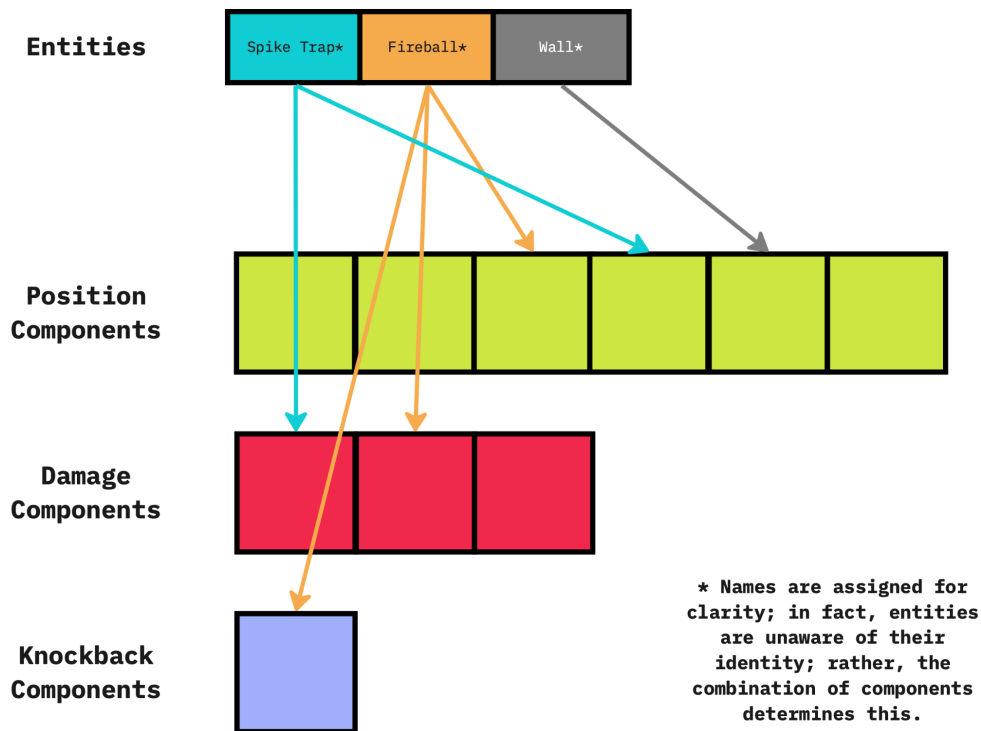 Entities
Spike Trap*
Fireball*
Wall*
Position
Components
Damage
Components
Knockback
Components
* Names are assigned for
clarity; in fact, entities
are unaware of their
identity; rather, the
combination of components
determines this.